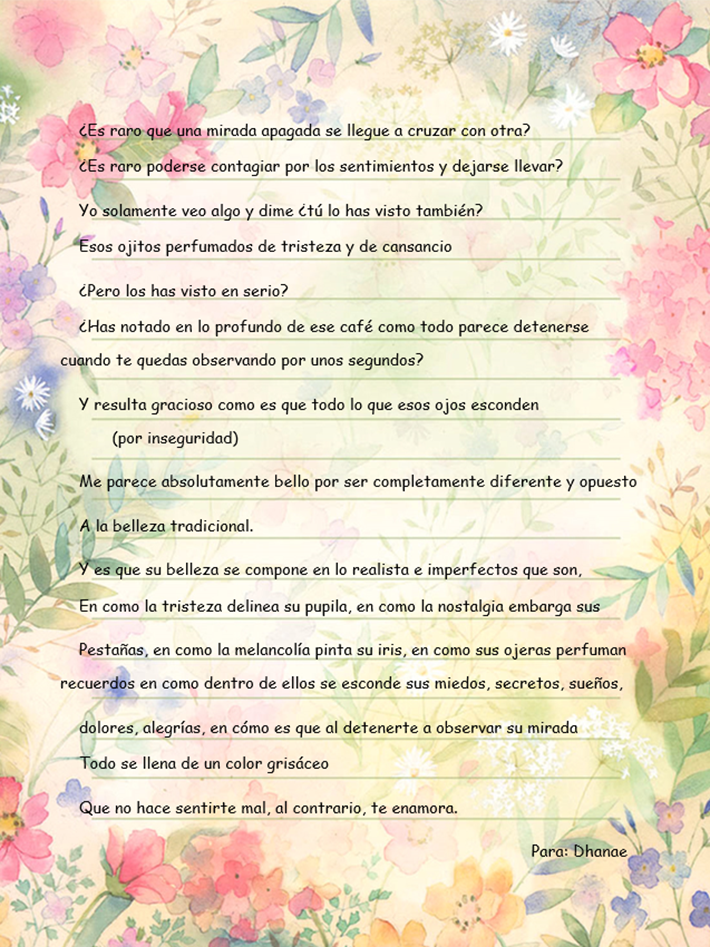 ¿Es raro que una mirada apagada se llegue a cruzar con otra?
¿Es raro poderse contagiar por los sentimientos y dejarse llevar?
Yo solamente veo algo y dime ¿tú lo has visto también?
Esos ojitos perfumados de tristeza y de cansancio
¿Pero los has visto en serio?
¿Has notado en lo profundo de ese café como todo parece detenerse
cuando te quedas observando por unos segundos?
Y resulta gracioso como es que todo lo que esos ojos esconden
(por inseguridad)
Me parece absolutamente bello por ser completamente diferente y opuesto
A la belleza tradicional.
Y es que su belleza se compone en lo realista e imperfectos que son,
En como la tristeza delinea su pupila, en como la nostalgia embarga sus
Pestañas, en como la melancolía pinta su iris, en como sus ojeras perfuman
recuerdos en como dentro de ellos se esconde sus miedos, secretos, sueños,
dolores, alegrías, en cómo es que al detenerte a observar su mirada
Todo se llena de un color grisáceo
Que no hace sentirte mal, al contrario, te enamora.
Para: Dhanae